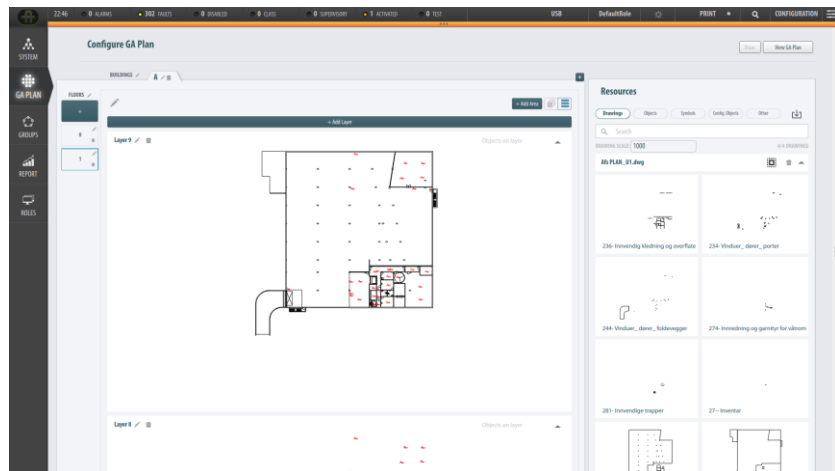 22:46 0 ALARMS 302 FAULTS 0 DISABLED 0 CLASS. 0 SUPERVISORY 1 ACTIVATED 0 TEST USB DefaultRole PRINT CONFIGURATION
SYSTEM
GA PLAN
GROUPS
REPORT
ROLES
Configure GA Plan
Save View GA Plan
BUILDINGS A
FLOORS
+
0
1
+ Add Area
+ Add Layer
Layer 9 Objects on layer
Layer 8 Objects on layer
Resources
Drawings Objects Symbols Config. Objects Other
Search
DRAWING SCALE 1000
DRAWINGS
Afs PLAN_U1.dwg
236- Innvendig kledning og overflate
234- Vinduer_ dører_ porter
244- Vinduer_ dører_ foldevegger
274- Innredning og garnityr for våtrom
281- Innvendige trapper
27-- Inventar